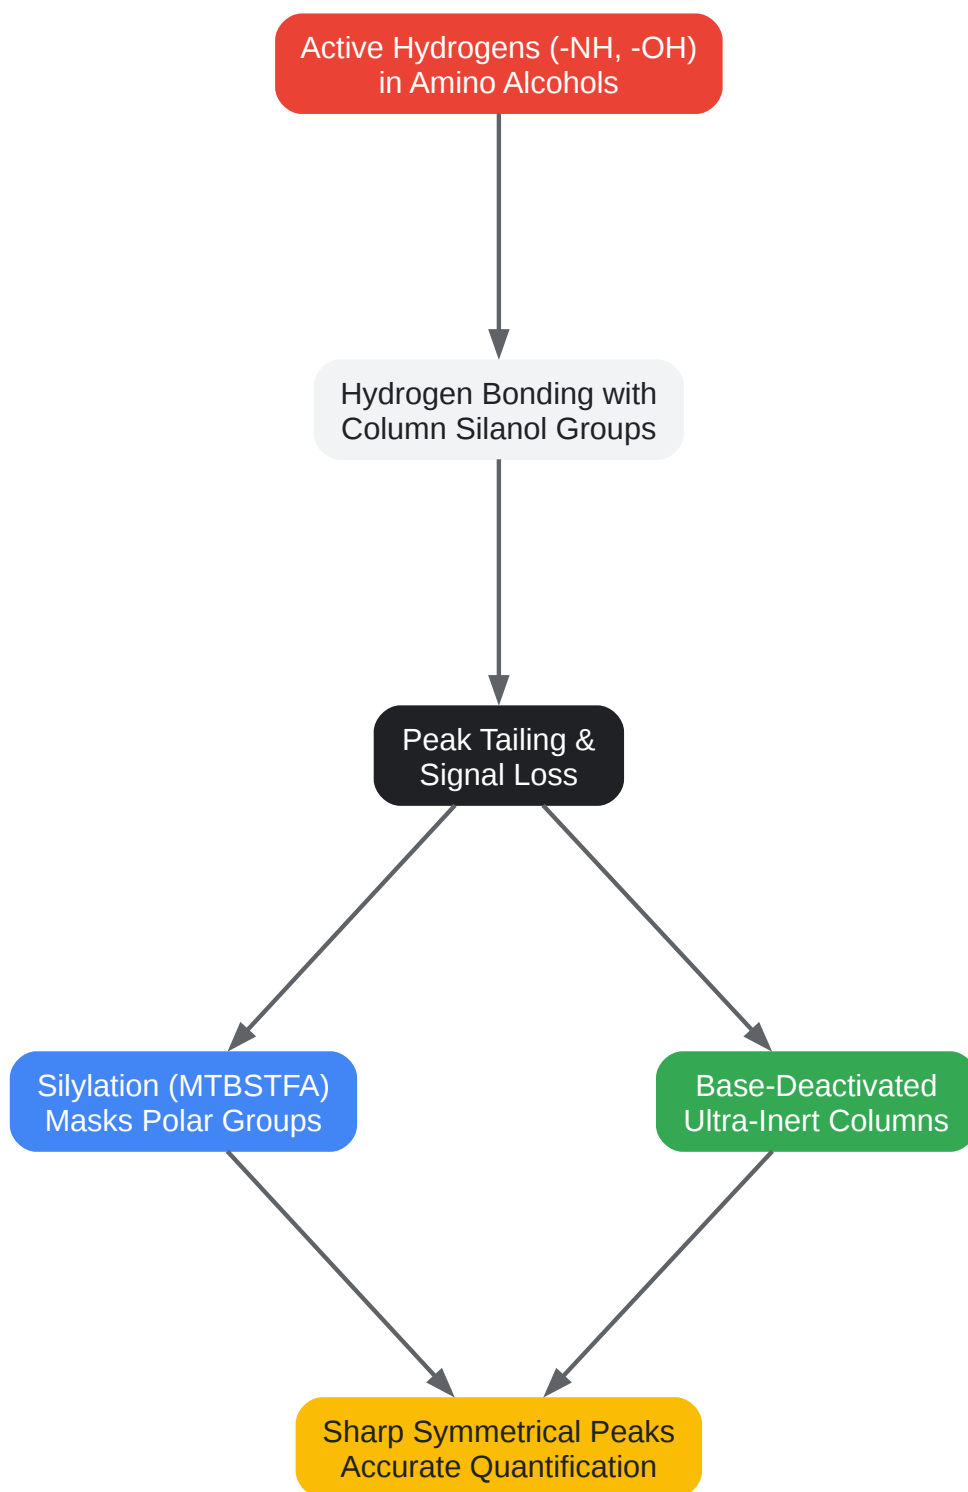 Active Hydrogens (-NH, -OH)
in Amino Alcohols
Hydrogen Bonding with
Column Silanol Groups
Peak Tailing &
Signal Loss
Silylation (MTBSTFA)
Masks Polar Groups
Base-Deactivated
Ultra-Inert Columns
Sharp Symmetrical Peaks
Accurate Quantification